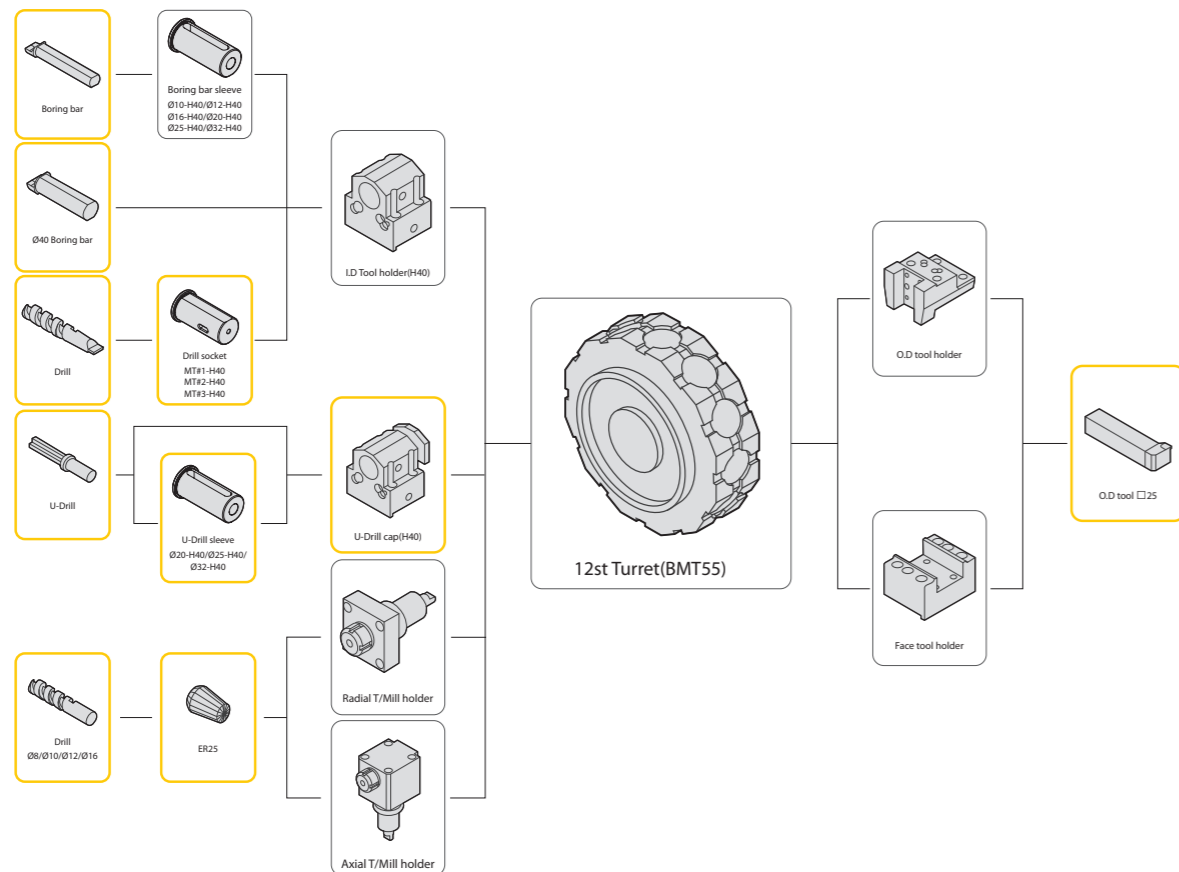 Boring bar
Boring bar sleeve
Ø10-H40/Ø12-H40
Ø16-H40/Ø20-H40
Ø25-H40/Ø32-H40
Ø40 Boring bar
I.D Tool holder(H40)
Drill
Drill socket
MT#1-H40
MT#2-H40
MT#3-H40
U-Drill
U-Drill sleeve
Ø20-H40/Ø25-H40/
Ø32-H40
U-Drill cap(H40)
Drill
Ø8/Ø10/Ø12/Ø16
ER25
Radial T/Mill holder
Axial T/Mill holder
12st Turret(BMT55)
O.D tool holder
Face tool holder
O.D tool □25